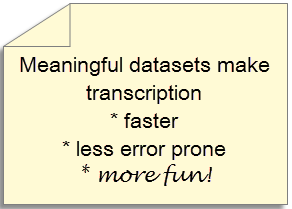 Meaningful datasets make
transcription
* faster
* less error prone
* more fun!